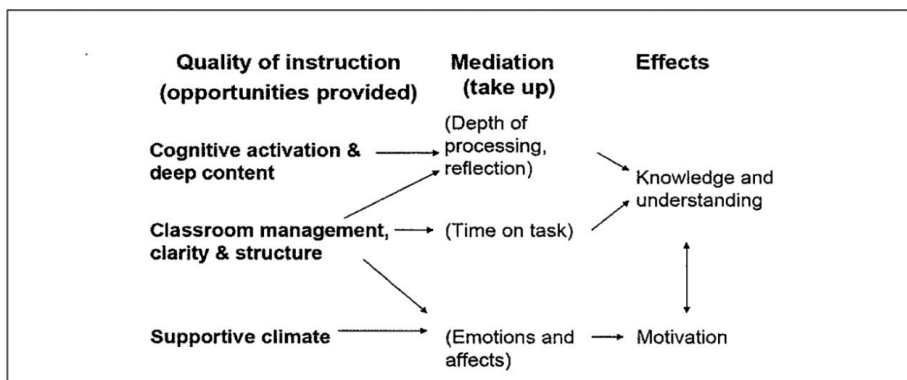 Quality of instruction
(opportunities provided)
Mediation
(take up)
Effects
Cognitive activation &
deep content
(Depth of
processing,
reflection)
Knowledge and
understanding
Classroom management,
clarity & structure
(Time on task)
Supportive climate
(Emotions and
affects)
Motivation